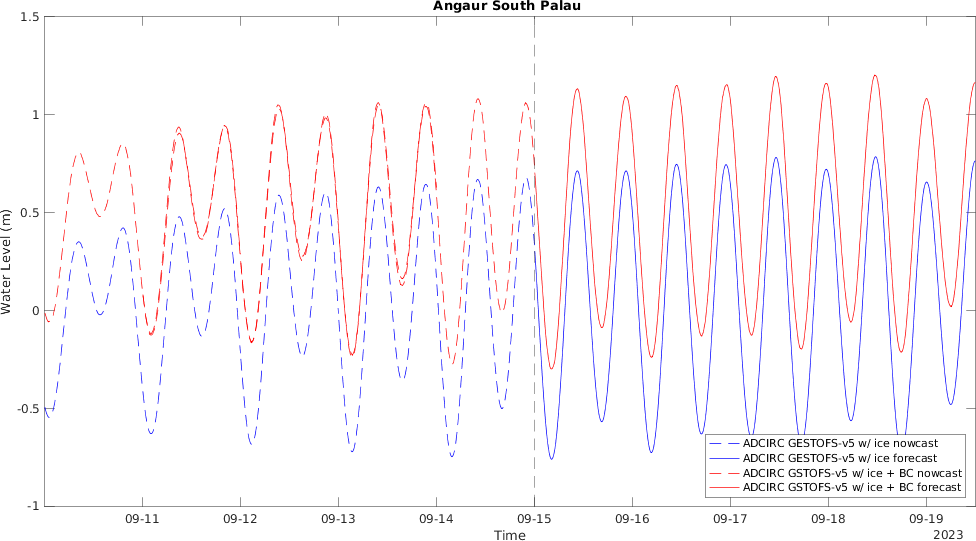 Angaur South Palau
1.5
1
0.5
0
-0.5
-1
Water Level (m)
09-11
09-12
09-13
09-14
09-15
09-16
09-17
09-18
09-19
Time
2023
ADCIRC GESTOFS-v5 w/ ice nowcast
ADCIRC GESTOFS-v5 w/ ice forecast
ADCIRC GSTOFS-v5 w/ ice + BC nowcast
ADCIRC GSTOFS-v5 w/ ice + BC forecast